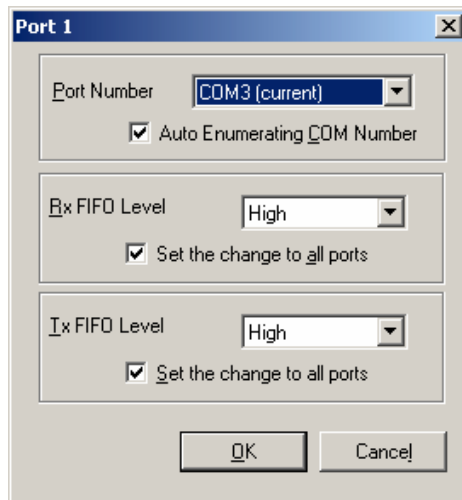 Port 1
Port Number COM3 (current)
Auto Enumerating COM Number
Rx FIFO Level High
Set the change to all ports
Tx FIFO Level High
Set the change to all ports
OK Cancel